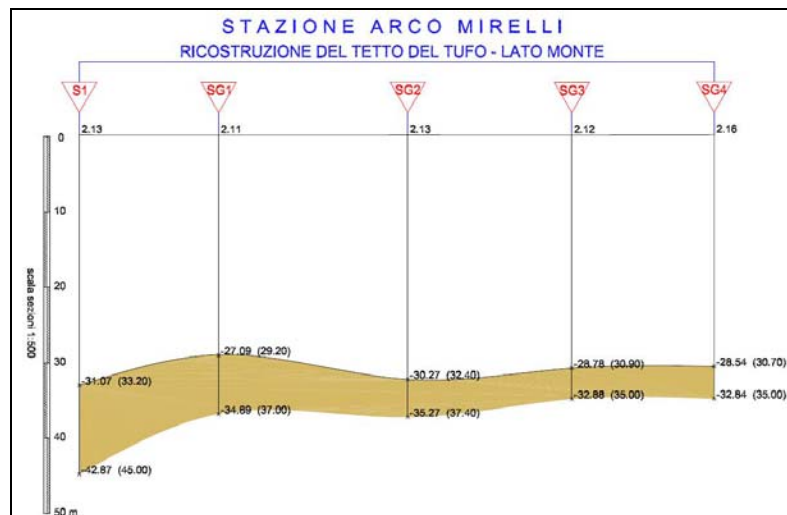 STAZIONE ARCO MIRELLI
RICOSTRUZIONE DEL TETTO DEL TUFO - LATO MONTE
S1 SG1 SG2 SG3 SG4
2.13 2.11 2.13 2.12 2.16
0
10
20
scala sezioni 1:500
30
40
50 m
-27.09 (29.20)
-31.07 (33.20)
-30.27 (32.40)
-28.78 (30.90)
-28.54 (30.70)
-34.89 (37.00)
-35.27 (37.40)
-32.88 (35.00)
-32.84 (35.00)
-42.87 (45.00)